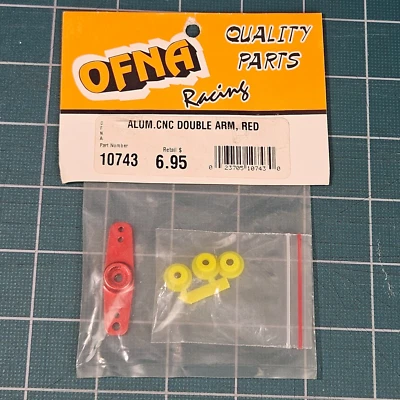 OFNA
Racing
QUALITY
PARTS
OFNA
ALUM.CNC DOUBLE ARM, RED
Part Number
Retail $
10743
6.95
0 23705 10743 0